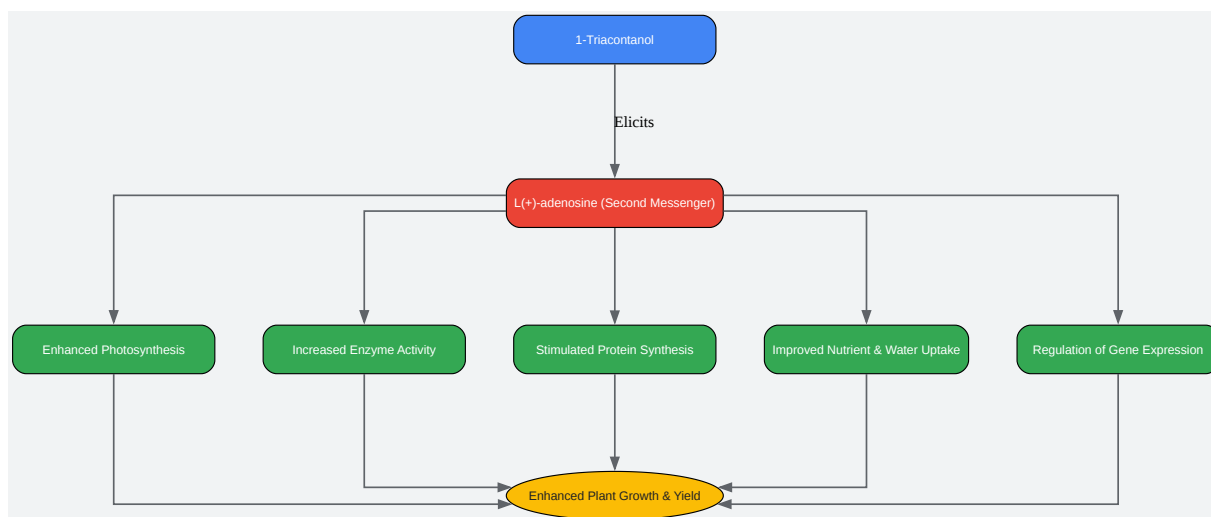 1-Triacontanol
Elicits
L(+)-adenosine (Second Messenger)
Enhanced Photosynthesis
Increased Enzyme Activity
Stimulated Protein Synthesis
Improved Nutrient & Water Uptake
Regulation of Gene Expression
Enhanced Plant Growth & Yield